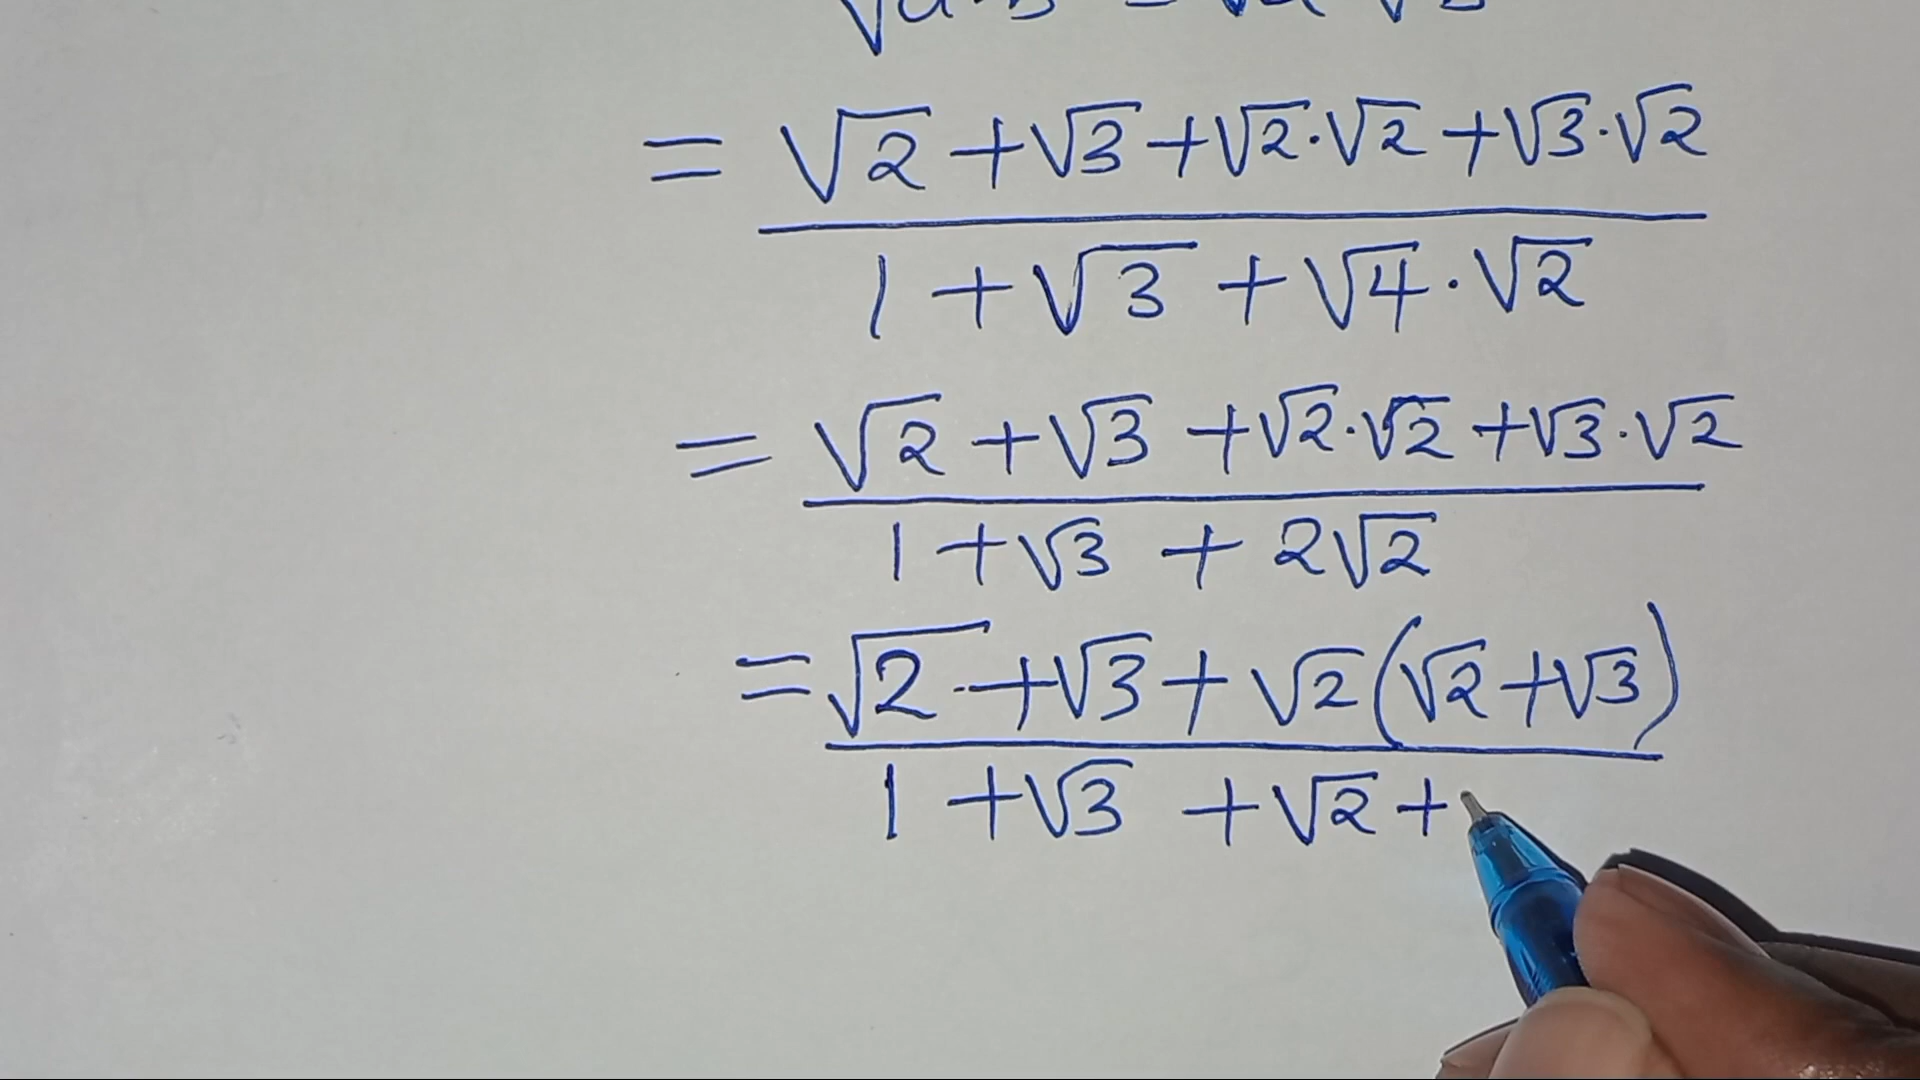 = √2 + √3 + √2·√2 + √3·√2
1 + √3 + √4·√2
= √2 + √3 + √2·√2 + √3·√2
1 + √3 + 2√2
= √2 + √3 + √2(√2 + √3)
1 + √3 + √2 +